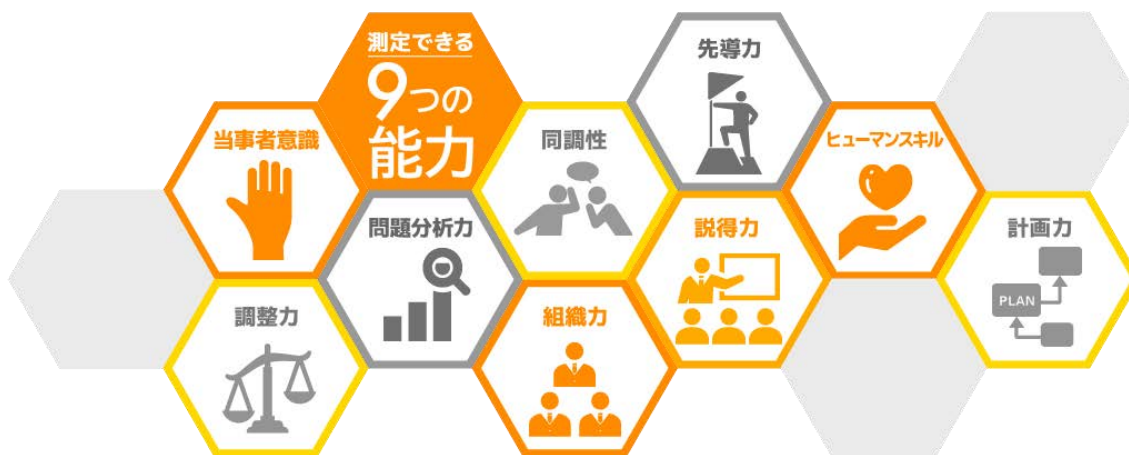 測定できる
9つの
能力
先導力
当事者意識
同調性
ヒューマンスキル
問題分析力
説得力
計画力
PLAN
調整力
組織力